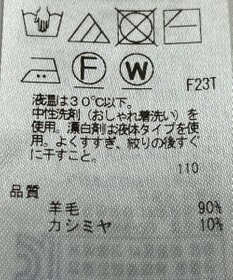 F W
F23T
液温は30℃以下。
中性洗剤(おしゃれ着洗い)を
使用。漂白剤は液体タイプを使
用。よくすすぎ、絞りの後すぐ
に干すこと。
110
品質
羊毛 90%
カシミヤ 10%